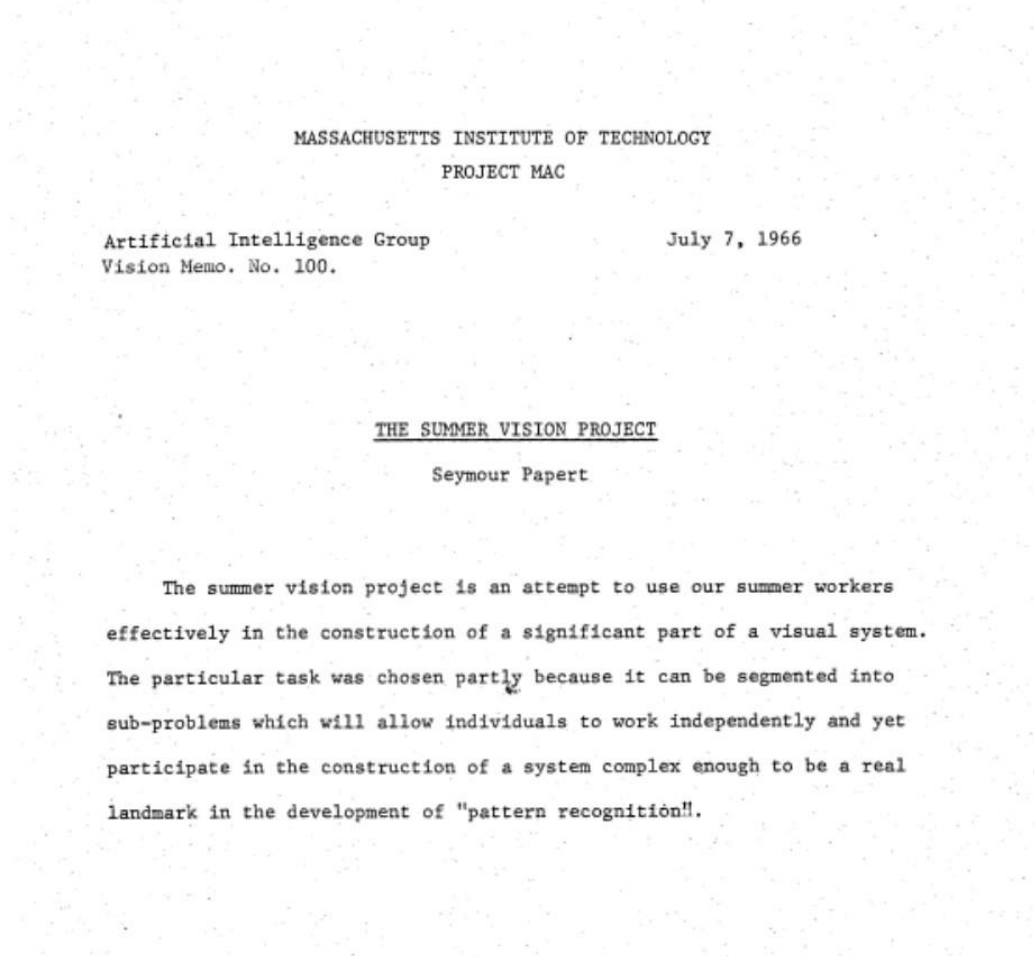 MASSACHUSETTS INSTITUTE OF TECHNOLOGY
PROJECT MAC
Artificial Intelligence Group July 7, 1966
Vision Memo. No. 100.
THE SUMMER VISION PROJECT
Seymour Papert
The summer vision project is an attempt to use our summer workers
effectively in the construction of a significant part of a visual system.
The particular task was chosen partly because it can be segmented into
sub-problems which will allow individuals to work independently and yet
participate in the construction of a system complex enough to be a real
landmark in the development of "pattern recognition".